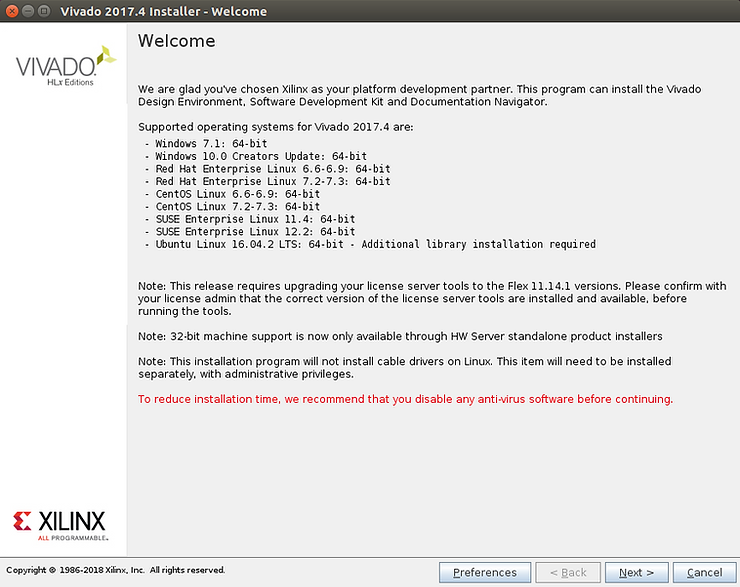 Vivado 2017.4 Installer - Welcome
VIVADO.
HLx Editions
Welcome
We are glad you've chosen Xilinx as your platform development partner. This program can install the Vivado
Design Environment, Software Development Kit and Documentation Navigator.
Supported operating systems for Vivado 2017.4 are:
- Windows 7.1: 64-bit
- Windows 10.0 Creators Update: 64-bit
- Red Hat Enterprise Linux 6.6-6.9: 64-bit
- Red Hat Enterprise Linux 7.2-7.3: 64-bit
- CentOS Linux 6.6-6.9: 64-bit
- CentOS Linux 7.2-7.3: 64-bit
- SUSE Enterprise Linux 11.4: 64-bit
- SUSE Enterprise Linux 12.2: 64-bit
- Ubuntu Linux 16.04.2 LTS: 64-bit - Additional library installation required
Note: This release requires upgrading your license server tools to the Flex 11.14.1 versions. Please confirm with
your license admin that the correct version of the license server tools are installed and available, before
running the tools.
Note: 32-bit machine support is now only available through HW Server standalone product installers
Note: This installation program will not install cable drivers on Linux. This item will need to be installed
separately, with administrative privileges.
To reduce installation time, we recommend that you disable any anti-virus software before continuing.
XILINX
ALL PROGRAMMABLE™
Copyright © 1986-2018 Xilinx, Inc. All rights reserved.
Preferences
< Back
Next >
Cancel